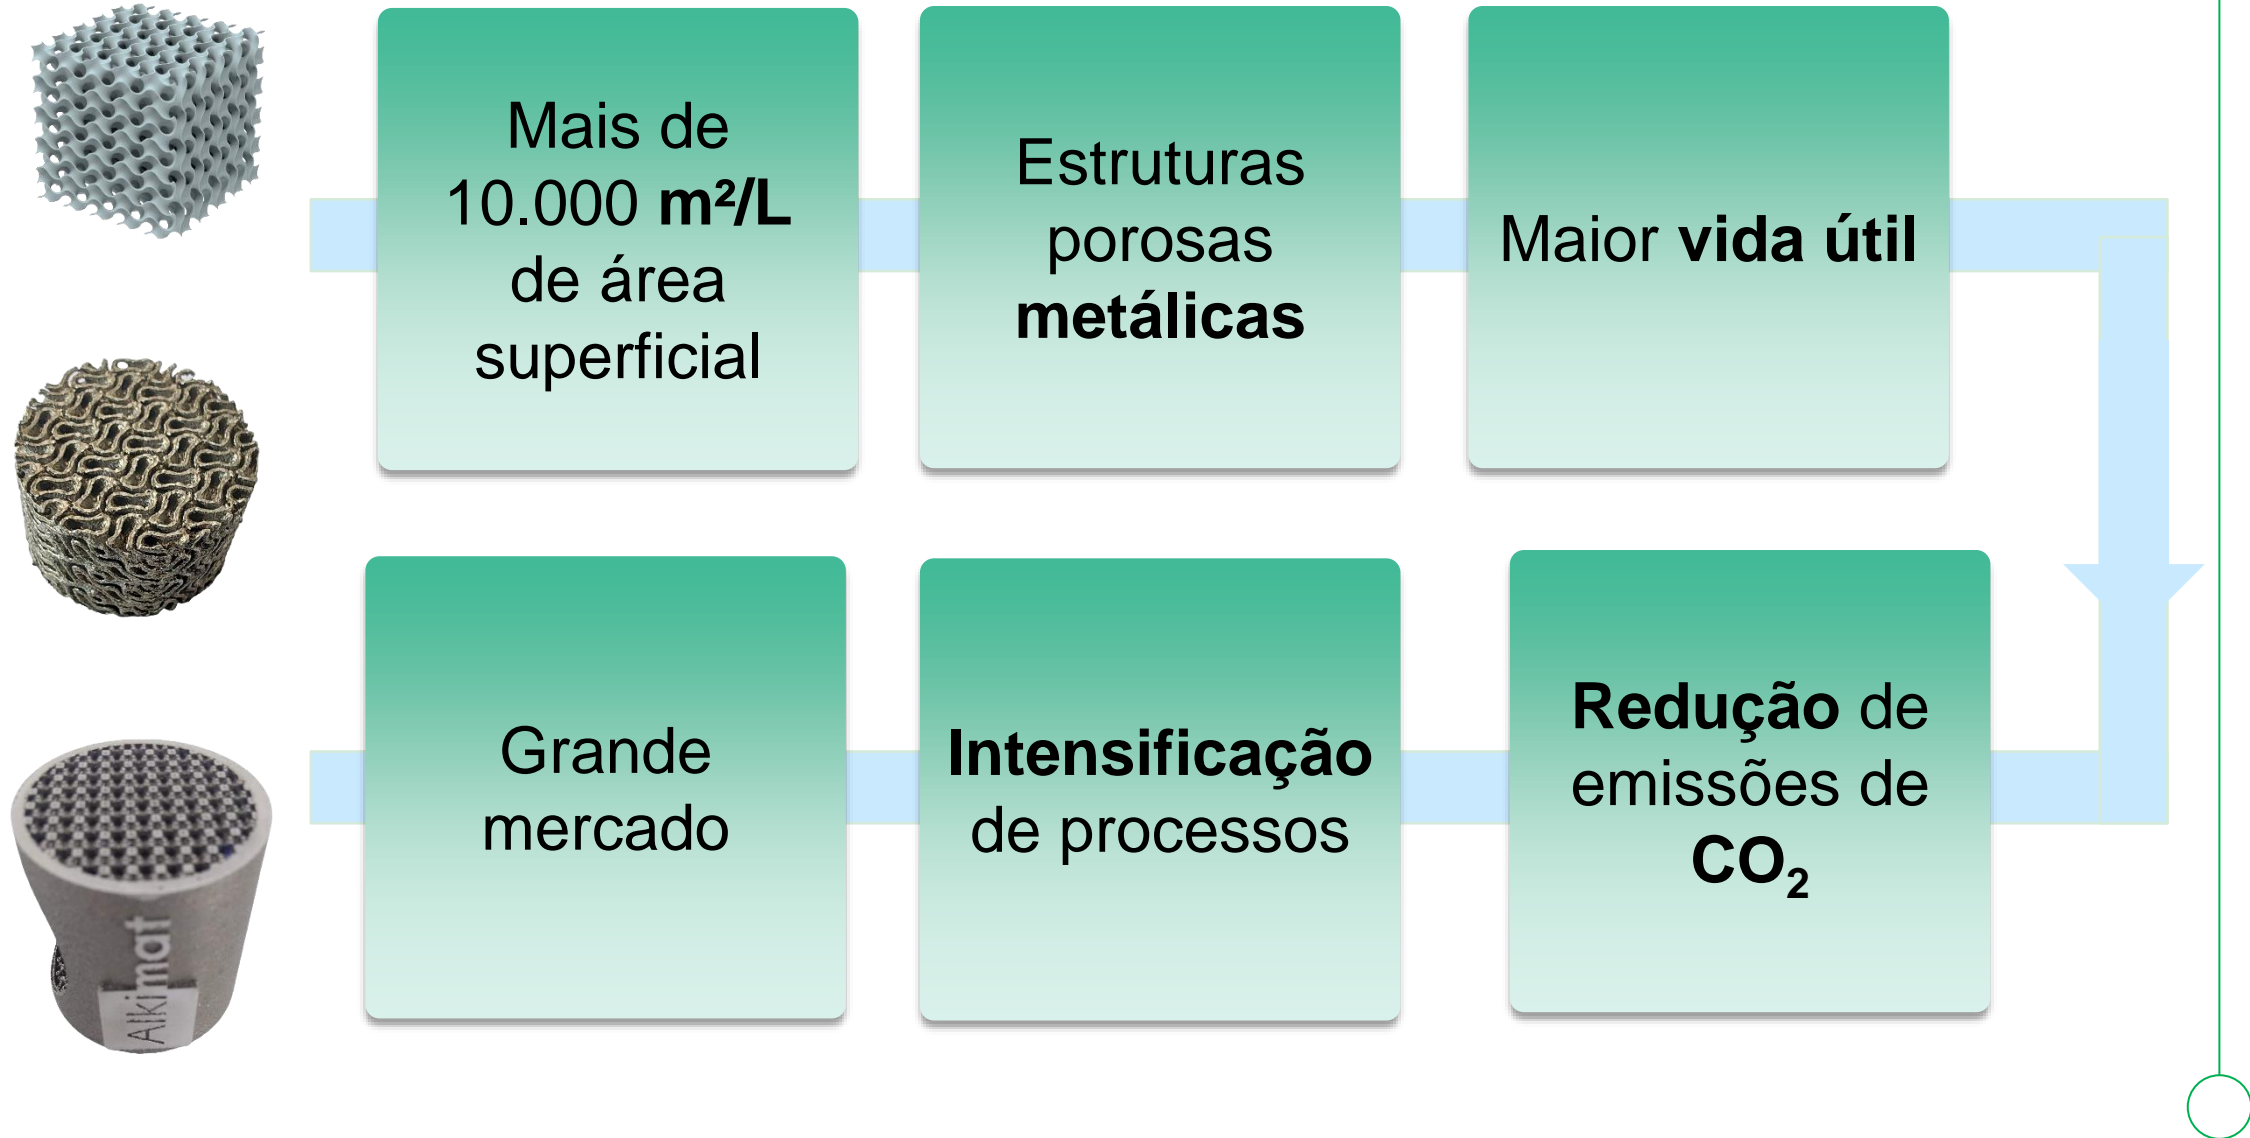 Mais de
10.000 m²/L
de área
superficial
Estruturas
porosas
metálicas
Maior vida útil
Grande
mercado
Intensificação
de processos
Redução de
emissões de
CO₂
Alkimat